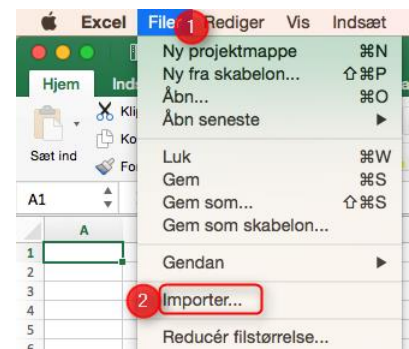 Excel Filer Rediger Vis Indsæt
1
Hjem
Ny projektmappe ⌘N
Ny fra skabelon... ⇧⌘P
Åbn... ⌘O
Åbn seneste ▶
Sæt ind
Luk ⌘W
Gem ⌘S
Gem som... ⇧⌘S
Gem som skabelon...
A1
Gendan ▶
A
1
2
3
4
5
6
2 Importer...
Reducér filstørrelse...